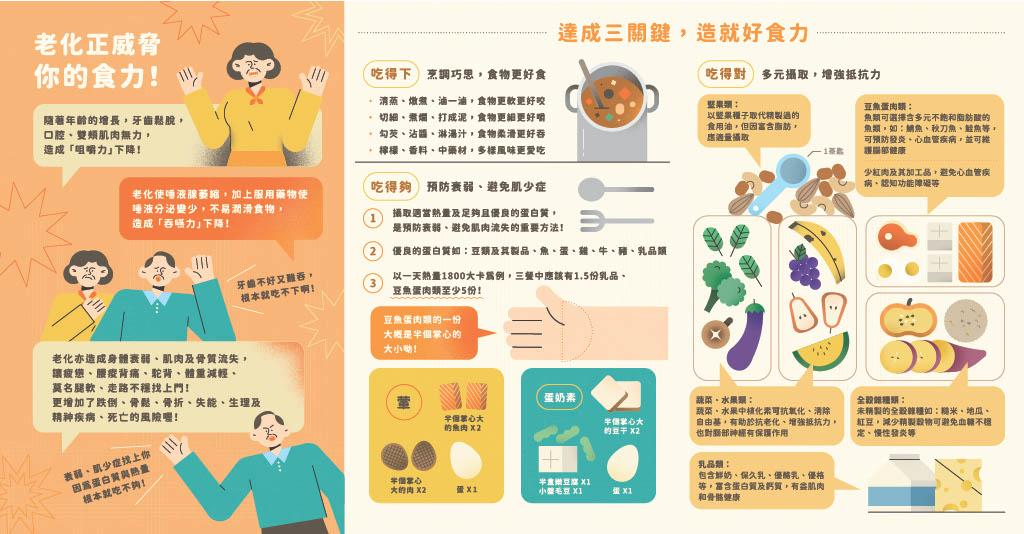 老化正威脅
你的食力！
隨著年齡的增長，牙齒鬆脫，
口腔、雙頰肌肉無力，
造成「咀嚼力」下降！
老化使唾液腺萎縮，加上服用藥物使
唾液分泌變少，不易潤滑食物，
造成「吞嚥力」下降！
牙齒不好又難吞，
根本就吃不下啊！
老化亦造成身體衰弱、肌肉及骨質流失，
讓疲憊、腰痠背痛、駝背、體重減輕、
莫名腿軟、走路不穩找上門！
更增加了跌倒、骨鬆、骨折、失能、生理及
精神疾病、死亡的風險喔！
衰弱、肌少症找上你
因為蛋白質與熱量
根本就吃不夠！
達成三關鍵，造就好食力
吃得下 烹調巧思，食物更好食
• 清蒸、燉煮、滷一滷，食物更軟更好咬
• 切細、煮爛、打成泥，食物更細更好嚼
• 勾芡、沾醬、淋湯汁，食物柔滑更好吞
• 檸檬、香料、中藥材，多樣風味更愛吃
吃得夠 預防衰弱、避免肌少症
1 攝取適當熱量及足夠且優良的蛋白質，
是預防衰弱、避免肌肉流失的重要方法！
2 優良的蛋白質如：豆類及其製品、魚、蛋、雞、牛、豬、乳品類
3 以一天熱量1800大卡為例，三餐中應該有1.5份乳品、
豆魚蛋肉類至少5份！
豆魚蛋肉類的一份
大概是半個掌心的
大小呦！
葷
半個掌心大
的魚肉 X2
半個掌心
大的肉 X2
蛋 X1
蛋奶素
半個掌心大
的豆干 X2
半盒嫩豆腐 X1
小盤毛豆 X1
蛋 X1
吃得對 多元攝取，增強抵抗力
堅果類：
以堅果種子取代精製過的
食用油，但因富含脂肪，
應適量攝取
1茶匙
豆魚蛋肉類：
魚類可選擇含多元不飽和脂肪酸的
魚類，如：鯖魚、秋刀魚、鮭魚等，
可預防發炎、心血管疾病，並可維
護腦部健康
少紅肉及其加工品，避免心血管疾
病、認知功能障礙等
蔬菜、水果類：
蔬菜、水果中植化素可抗氧化、清除
自由基，有助於抗老化、增強抵抗力，
也對腦部神經有保護作用
全穀雜糧類：
未精製的全穀雜糧如：糙米、地瓜、
紅豆，減少精製穀物可避免血糖不穩
定、慢性發炎等
乳品類：
包含鮮奶、保久乳、優酪乳、優格
等，富含蛋白質及鈣質，有益肌肉
和骨骼健康